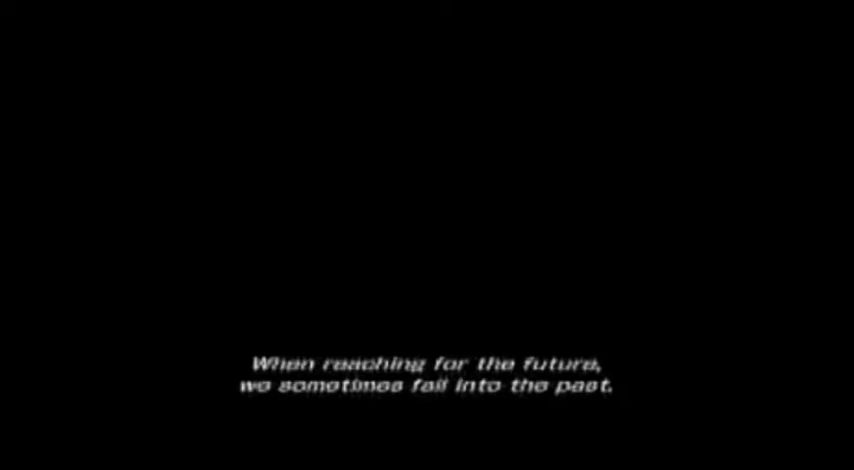 When reaching for the future,
we sometimes fall into the past.